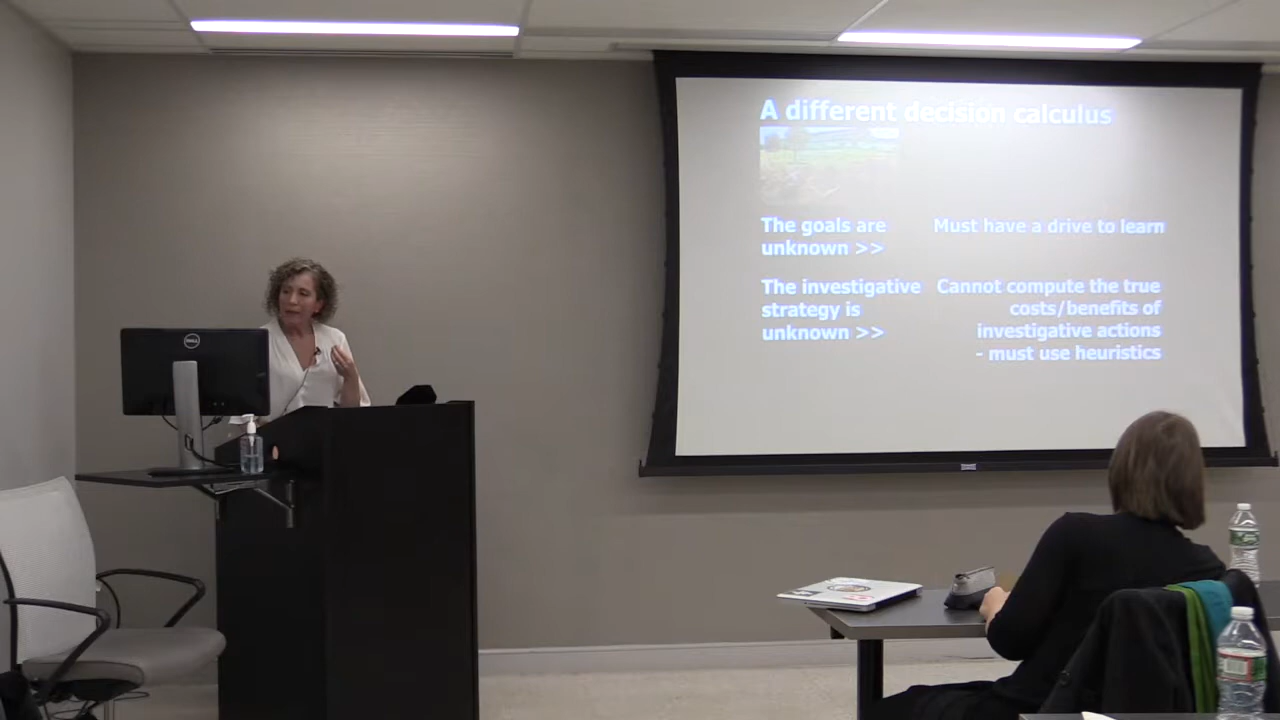 A different decision calculus
The goals are
unknown >>
Must have a drive to learn
The investigative
strategy is
unknown >>
Cannot compute the true
costs/benefits of
investigative actions
- must use heuristics
DELL